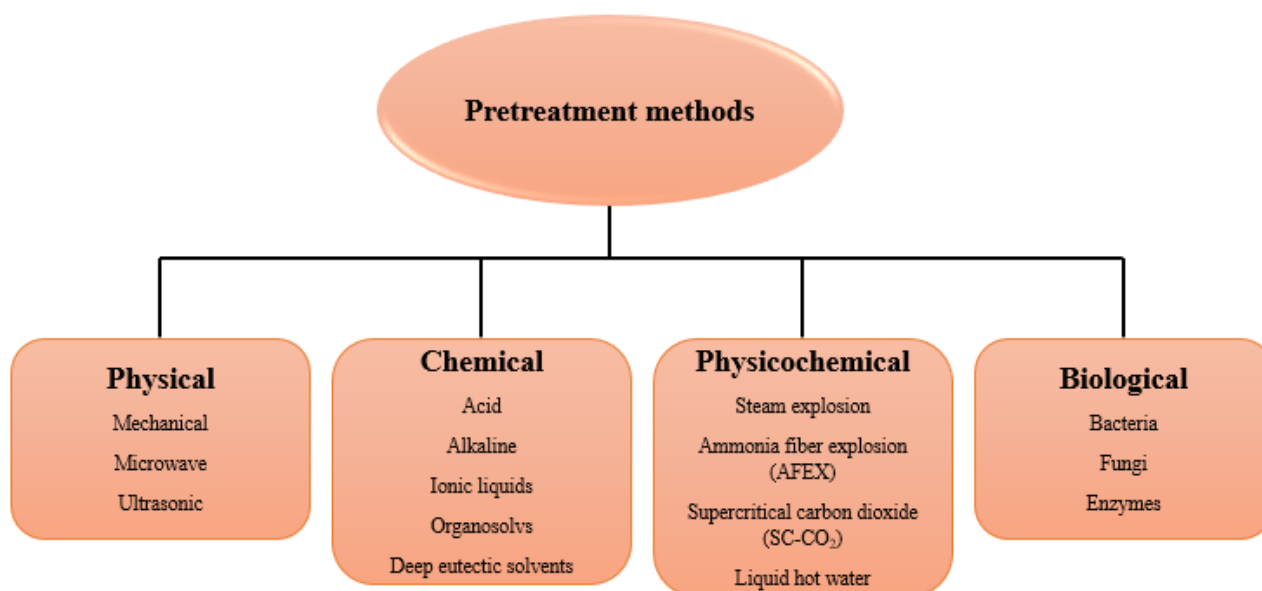 Pretreatment methods
Physical
Mechanical
Microwave
Ultrasonic
Chemical
Acid
Alkaline
Ionic liquids
Organosolvs
Deep eutectic solvents
Physicochemical
Steam explosion
Ammonia fiber explosion
(AFEX)
Supercritical carbon dioxide
(SC-CO₂)
Liquid hot water
Biological
Bacteria
Fungi
Enzymes